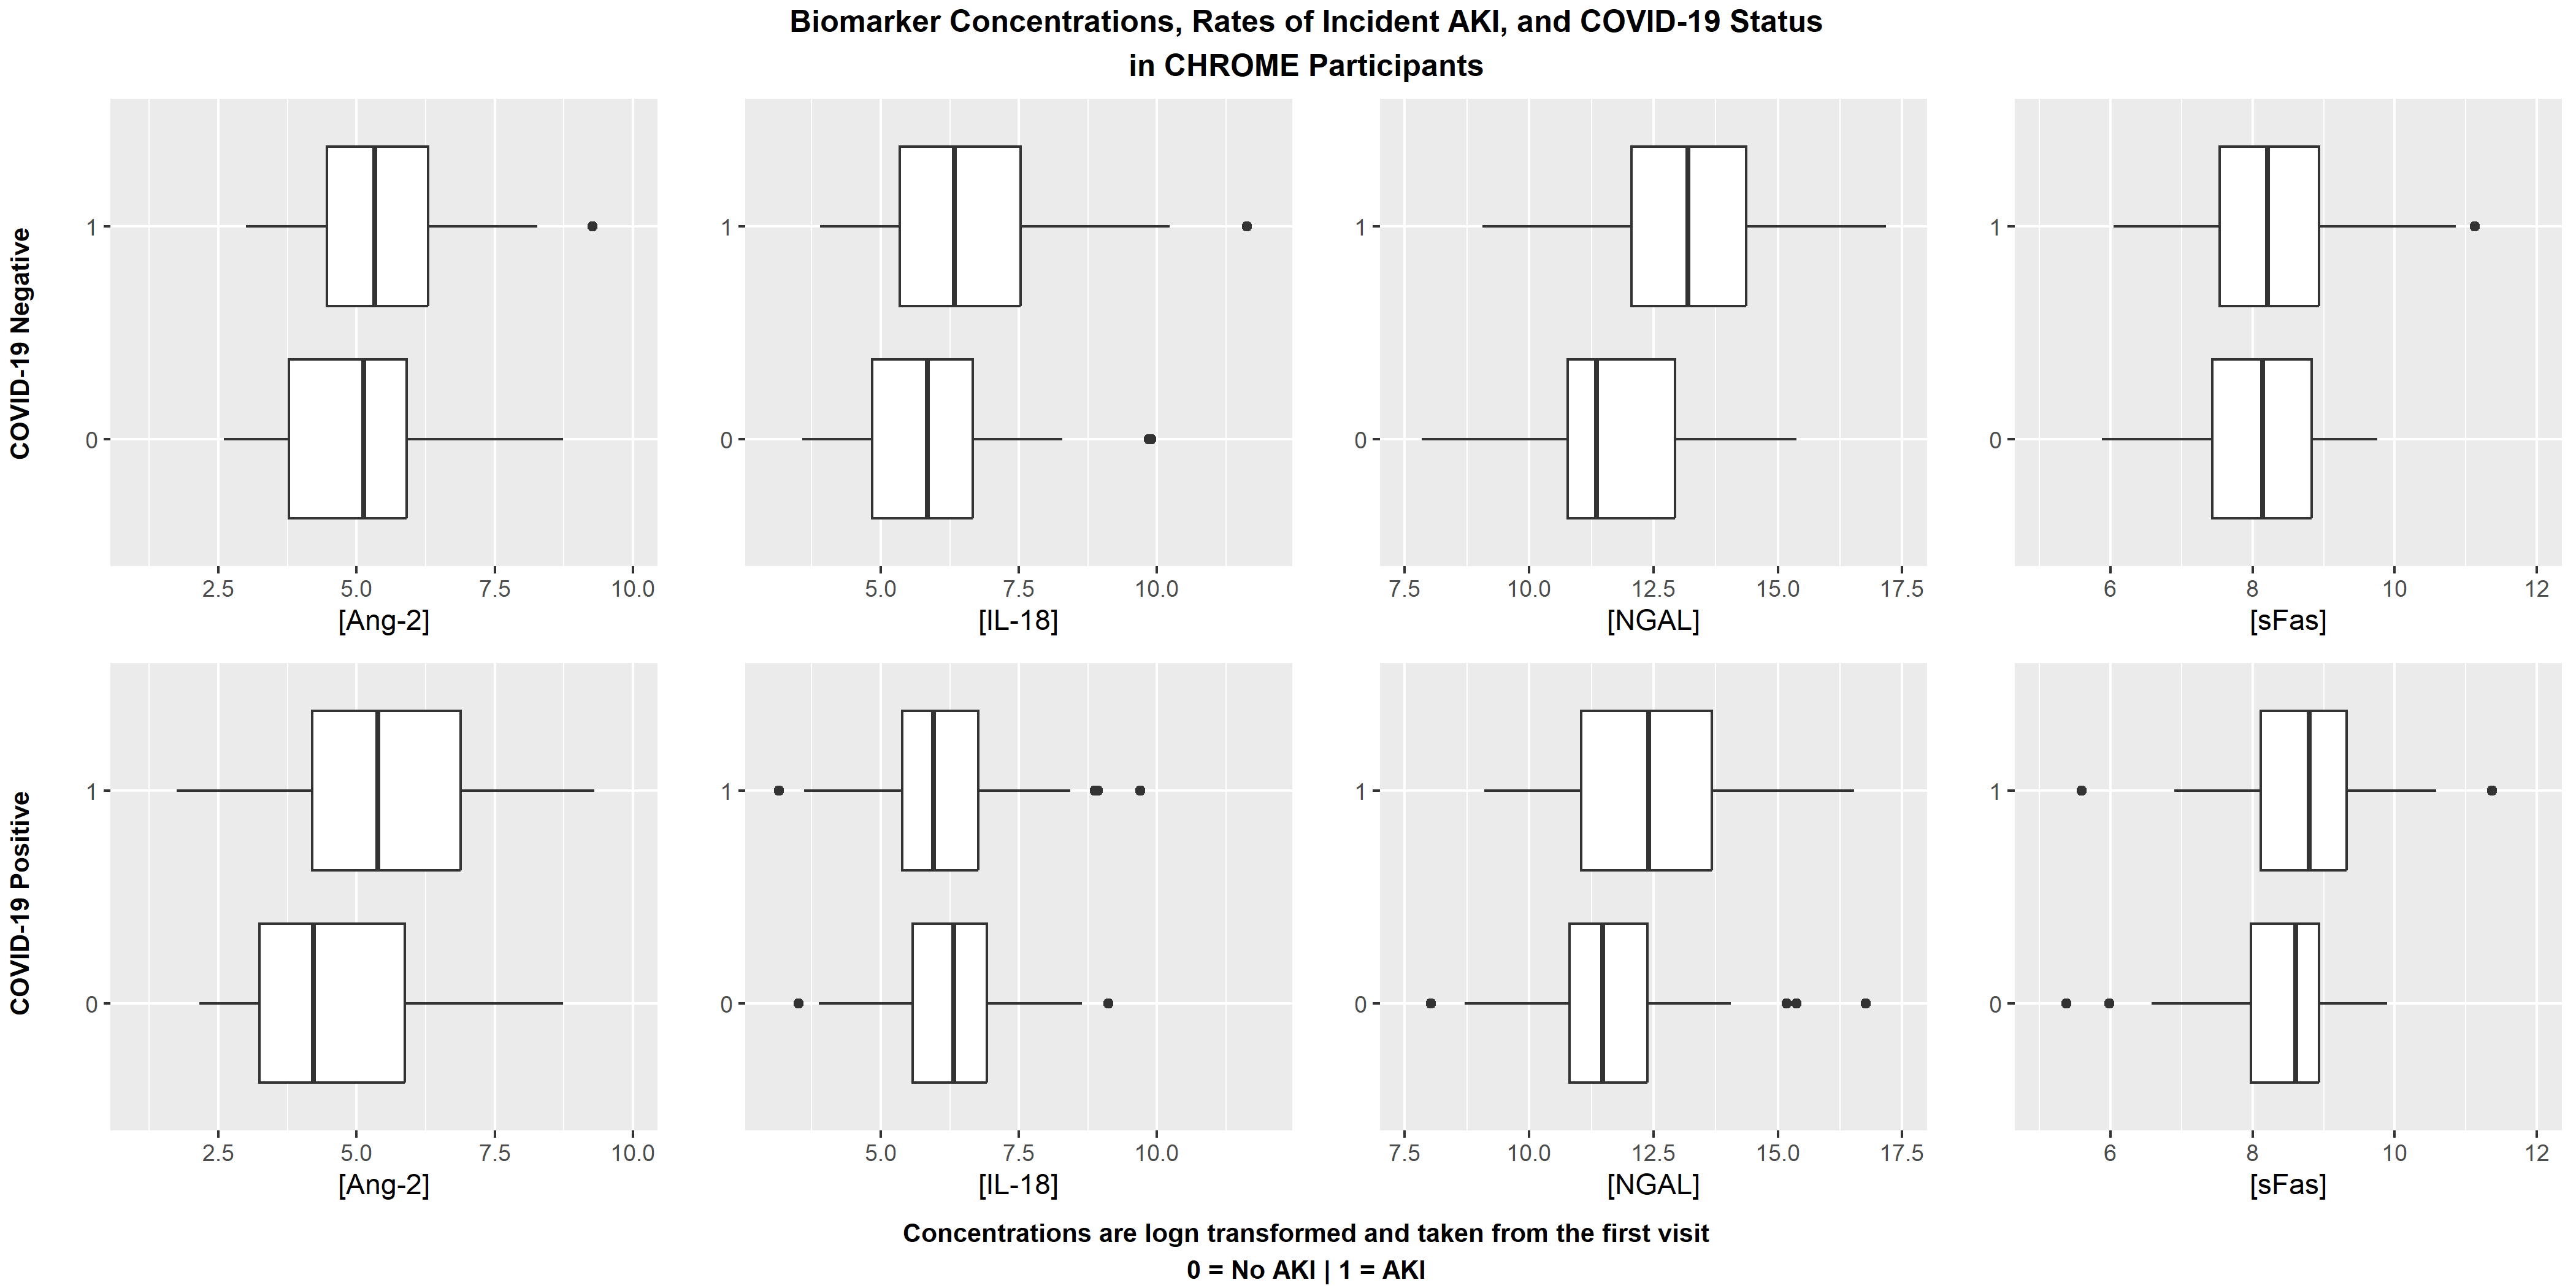 Biomarker Concentrations, Rates of Incident AKI, and COVID-19 Status
in CHROME Participants
COVID-19 Negative
1
0
2.5 5.0 7.5 10.0
[Ang-2]
1
0
5.0 7.5 10.0
[IL-18]
1
0
7.5 10.0 12.5 15.0 17.5
[NGAL]
1
0
6 8 10 12
[sFas]
COVID-19 Positive
1
0
2.5 5.0 7.5 10.0
[Ang-2]
1
0
5.0 7.5 10.0
[IL-18]
1
0
7.5 10.0 12.5 15.0 17.5
[NGAL]
1
0
6 8 10 12
[sFas]
Concentrations are logn transformed and taken from the first visit
0 = No AKI | 1 = AKI